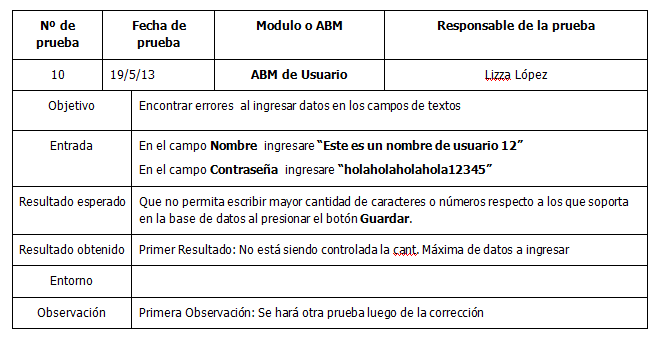 Nº de prueba Fecha de prueba Modulo o ABM Responsable de la prueba
10 19/5/13 ABM de Usuario Lizza López
Objetivo Encontrar errores al ingresar datos en los campos de textos
Entrada En el campo Nombre ingresare “Este es un nombre de usuario 12”
En el campo Contraseña ingresare “holaholaholahola12345”
Resultado esperado Que no permita escribir mayor cantidad de caracteres o números respecto a los que soporta
en la base de datos al presionar el botón Guardar.
Resultado obtenido Primer Resultado: No está siendo controlada la cant. Máxima de datos a ingresar
Entorno
Observación Primera Observación: Se hará otra prueba luego de la corrección